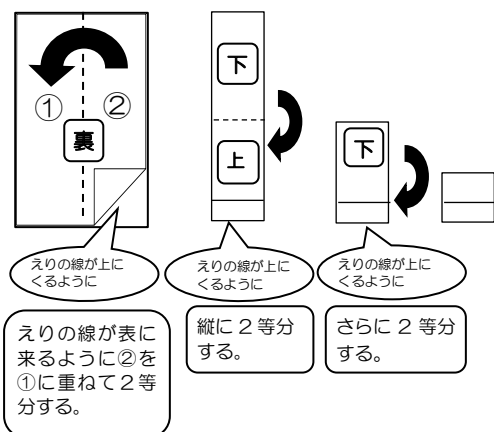 ① ②
裏
えりの線が上に
くるように
えりの線が表に
来るように②を
①に重ねて２等
分する。
下
上
えりの線が上に
くるように
縦に２等分
する。
下
えりの線が上に
くるように
さらに２等分
する。